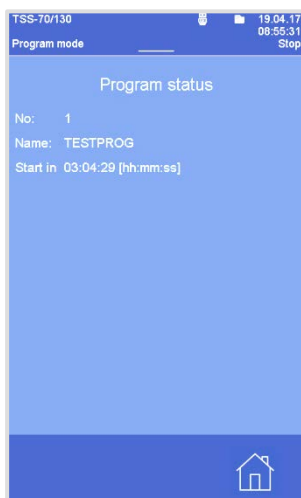 TSS-70/130 19.04.17
08:55:31
Program mode Stop
Program status
No: 1
Name: TESTPROG
Start in 03:04:29 [hh:mm:ss]